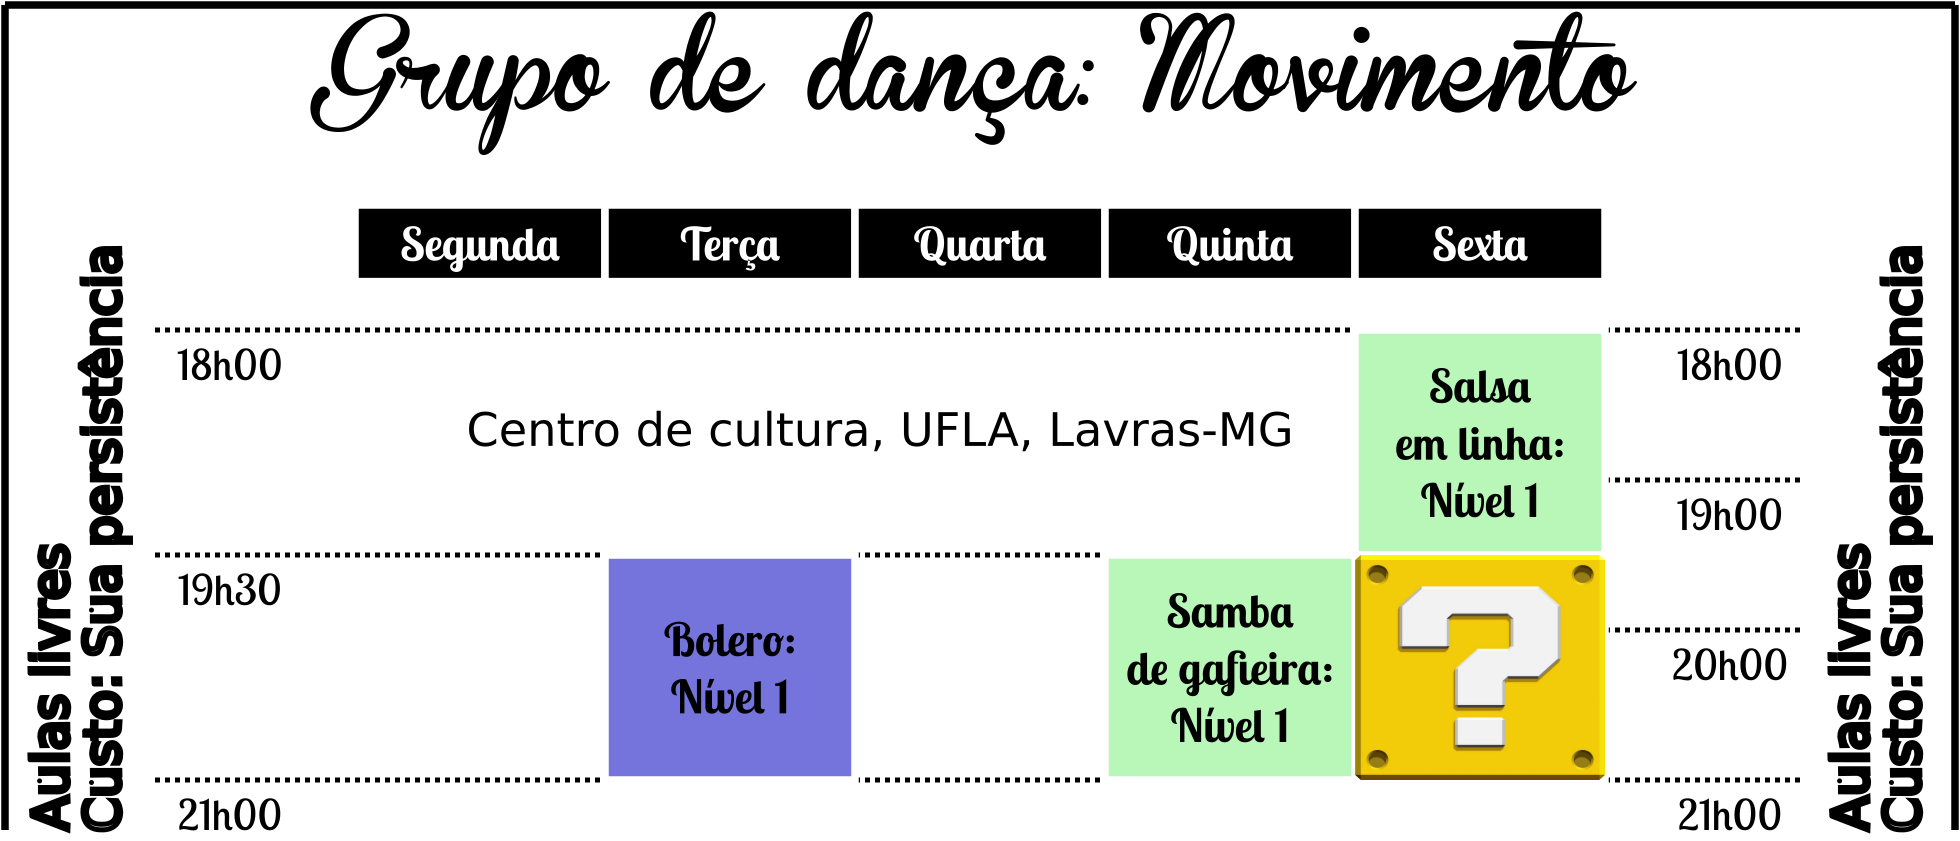 Grupo de dança: Movimento
Segunda Terça Quarta Quinta Sexta
Aulas livres
Custo: Sua persistência
18h00
19h30
21h00
Centro de cultura, UFLA, Lavras-MG
Bolero:
Nível 1
Samba
de gafieira:
Nível 1
Salsa
em linha:
Nível 1
?
18h00
19h00
20h00
21h00
Aulas livres
Custo: Sua persistência